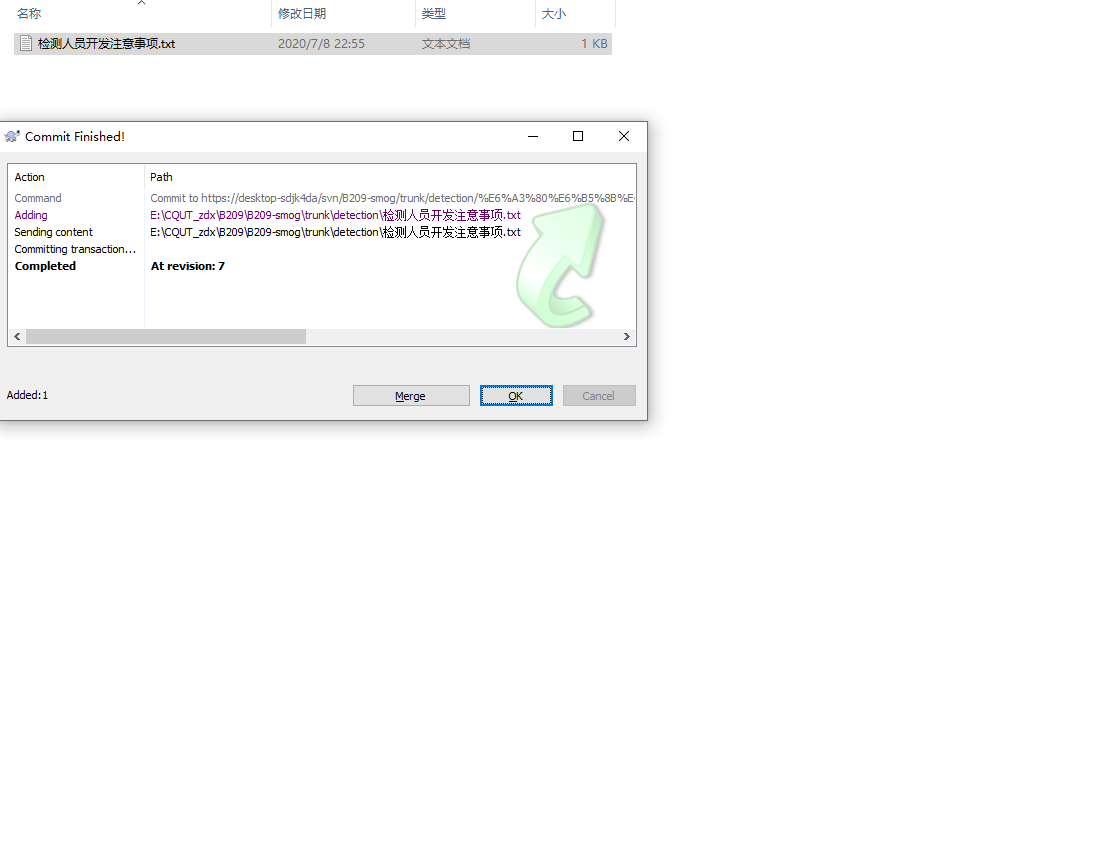 名称 修改日期 类型 大小
检测人员开发注意事项.txt 2020/7/8 22:55 文本文档 1 KB
Commit Finished!
Action Path
Command Commit to https://desktop-sdjk4da/svn/B209-smog/trunk/detection/%E6%A3%80%E6%B5%8B%E
Adding E:\CQUT_zdx\B209\B209-smog\trunk\detection\检测人员开发注意事项.txt
Sending content E:\CQUT_zdx\B209\B209-smog\trunk\detection\检测人员开发注意事项.txt
Committing transaction...
Completed At revision: 7
Added:1 Merge OK Cancel